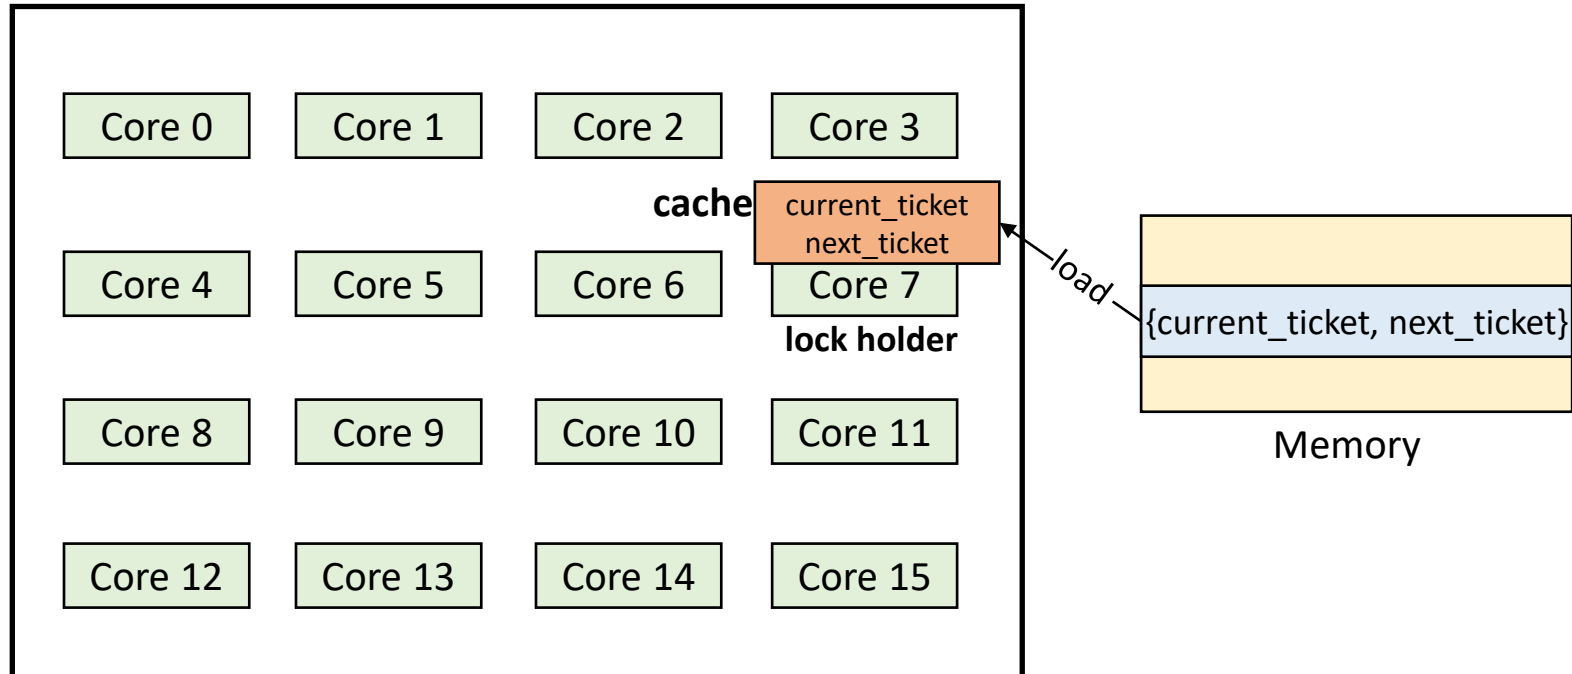 Core 0
Core 1
Core 2
Core 3
cache
current_ticket
next_ticket
Core 4
Core 5
Core 6
Core 7
lock holder
load
{current_ticket, next_ticket}
Memory
Core 8
Core 9
Core 10
Core 11
Core 12
Core 13
Core 14
Core 15